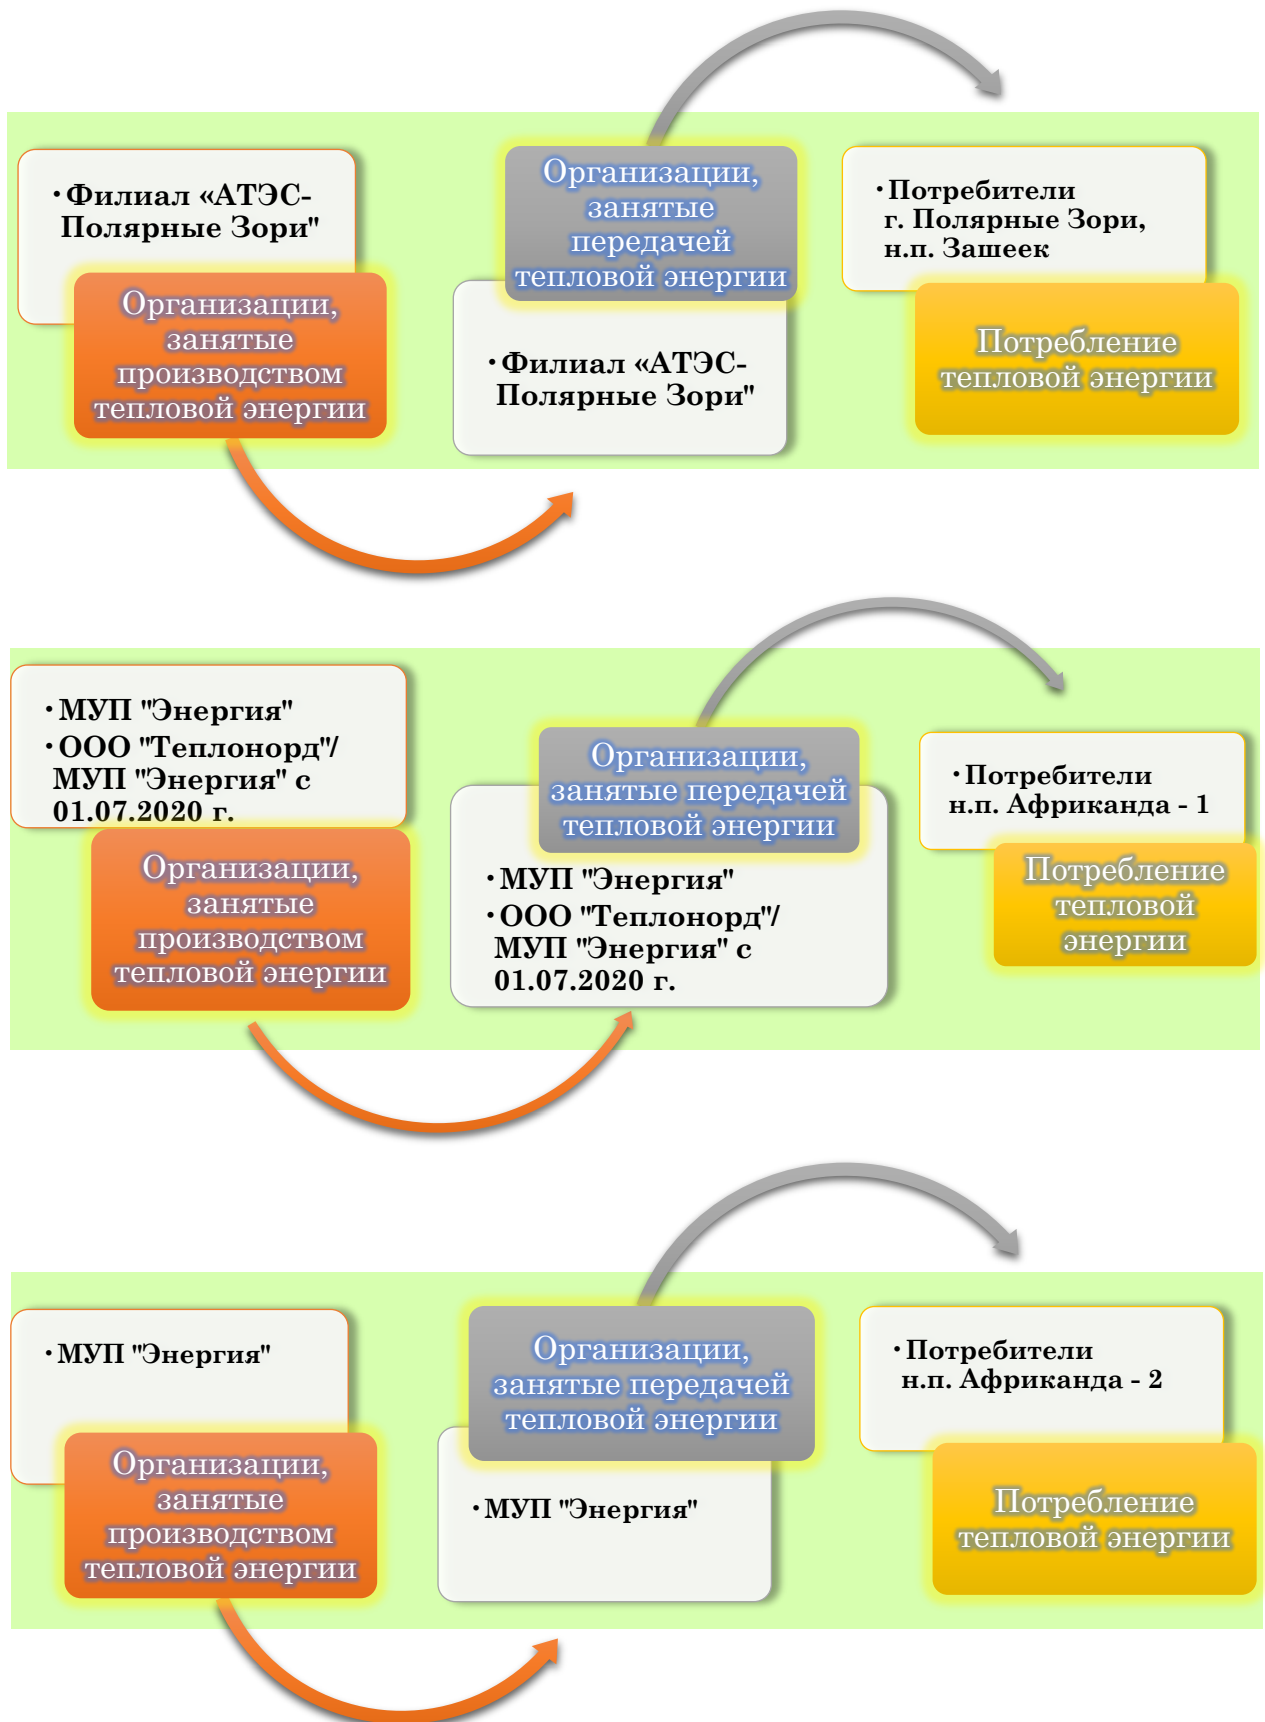 · Филиал «АТЭС-
Полярные Зори"
Организации,
занятые
производством
тепловой энергии
Организации,
занятые
передачей
тепловой энергии
· Филиал «АТЭС-
Полярные Зори"
· Потребители
г. Полярные Зори,
н.п. Зашеек
Потребление
тепловой энергии
· МУП "Энергия"
· ООО "Теплонорд"/
МУП "Энергия" с
01.07.2020 г.
Организации,
занятые
производством
тепловой энергии
Организации,
занятые передачей
тепловой энергии
· МУП "Энергия"
· ООО "Теплонорд"/
МУП "Энергия" с
01.07.2020 г.
· Потребители
н.п. Африканда - 1
Потребление
тепловой
энергии
· МУП "Энергия"
Организации,
занятые
производством
тепловой энергии
Организации,
занятые передачей
тепловой энергии
· МУП "Энергия"
· Потребители
н.п. Африканда - 2
Потребление
тепловой энергии